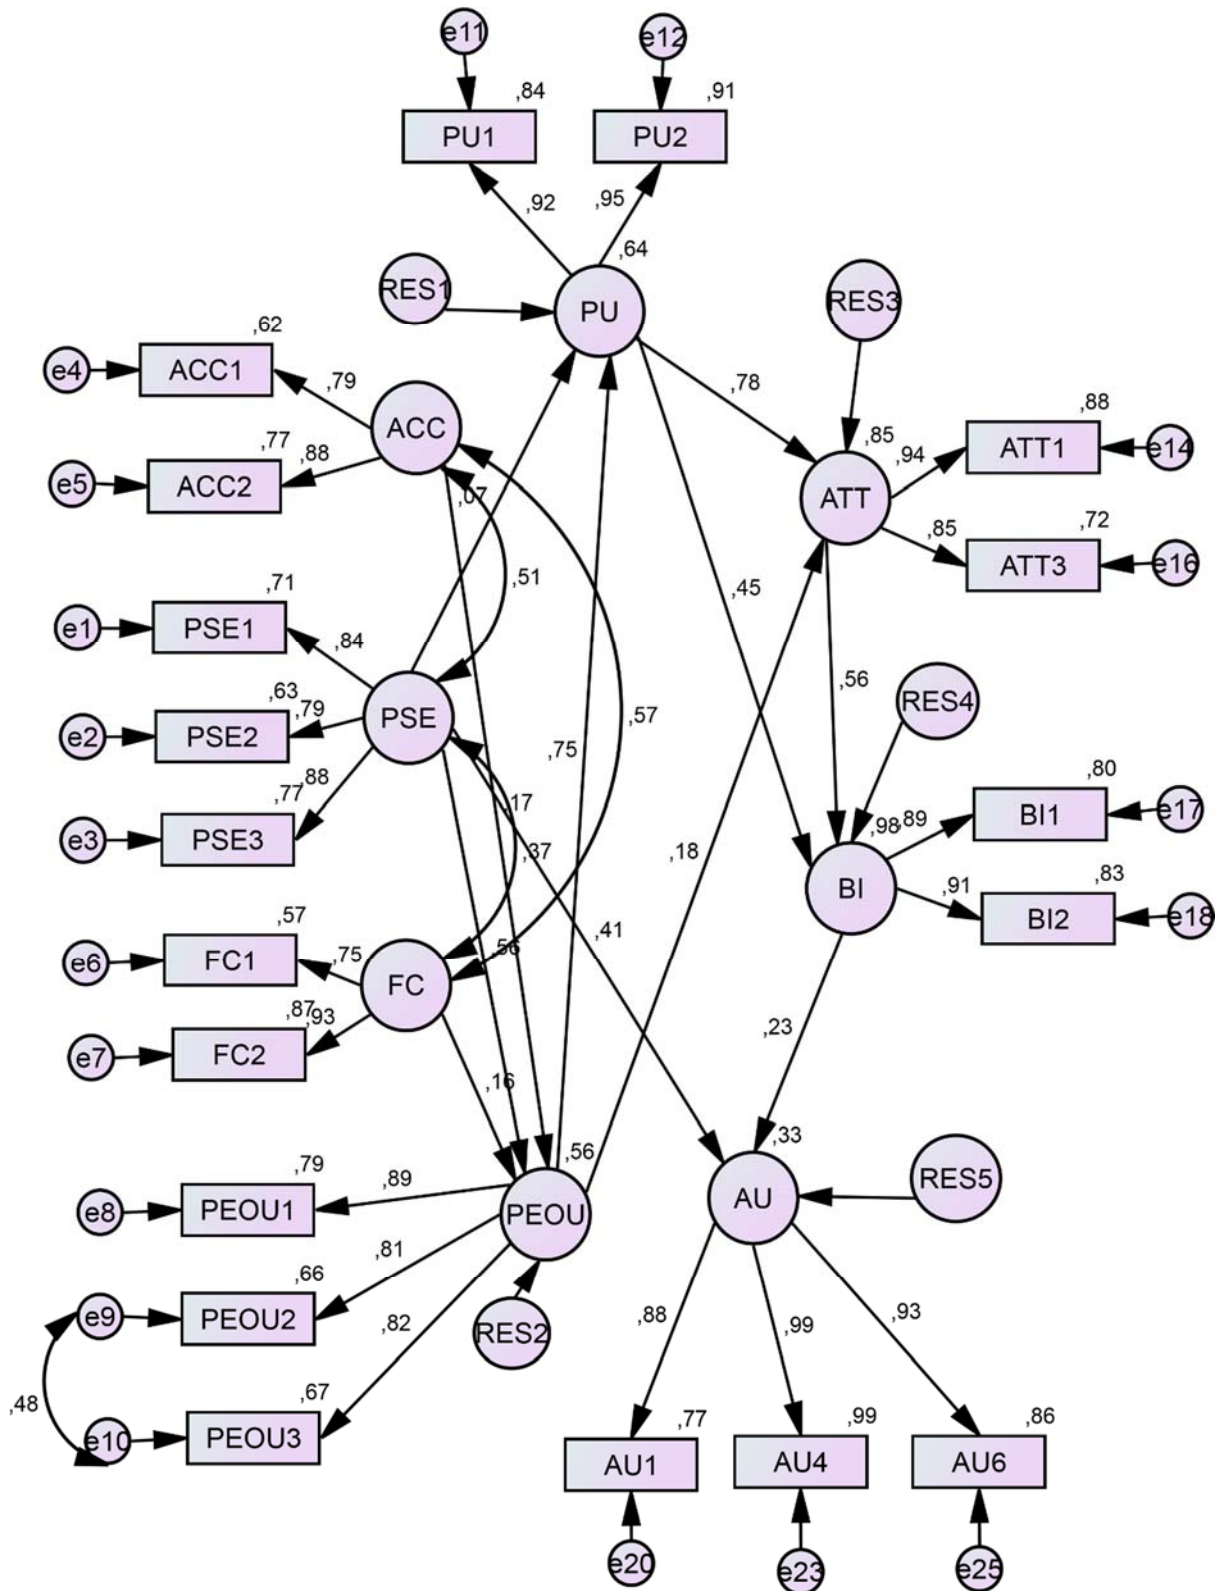 e11
e12
,84
,91
PU1
PU2
,92
,95
,64
RES1
PU
RES3
,62
e4
ACC1
,79
,78
ACC
,85
,94
,88
ATT1
e14
,77
,88
e5
ACC2
,07
ATT
,85
,72
ATT3
e16
,51
,45
,71
e1
PSE1
,84
,56
RES4
,63
,79
e2
PSE2
PSE
,57
,75
,77
,88
e3
PSE3
,17
,37
,18
,98
,89
,80
BI1
e17
BI
,91
,83
BI2
e18
,57
e6
FC1
,75
FC
,56
,41
,87
,93
e7
FC2
,23
,16
,33
,56
,79
e8
PEOU1
,89
PEOU
AU
RES5
,81
,66
e9
PEOU2
,82
RES2
,88
,99
,93
,48
,67
e10
PEOU3
,77
,99
,86
AU1
AU4
AU6
e20
e23
e25